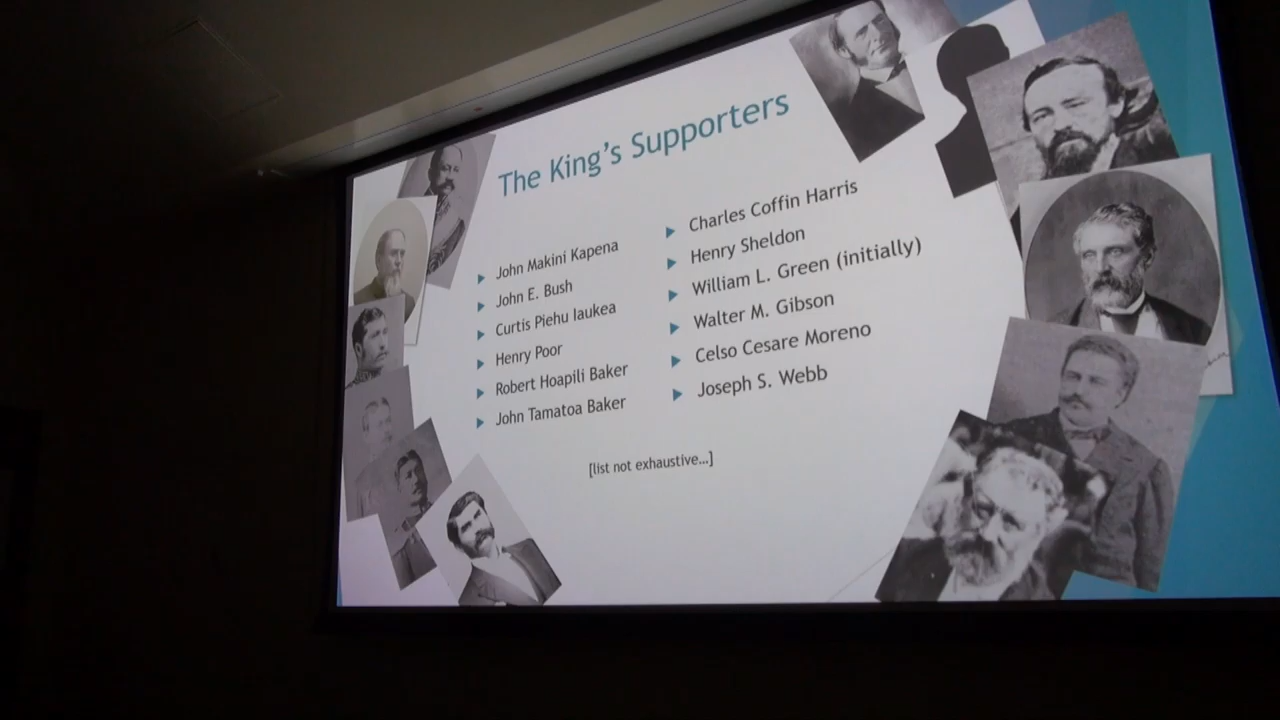 The King's Supporters
John Makini Kapena
John E. Bush
Curtis Piehu Iaukea
Henry Poor
Robert Hoapili Baker
John Tamatoa Baker
Charles Coffin Harris
Henry Sheldon
William L. Green (initially)
Walter M. Gibson
Celso Cesare Moreno
Joseph S. Webb
[list not exhaustive...]